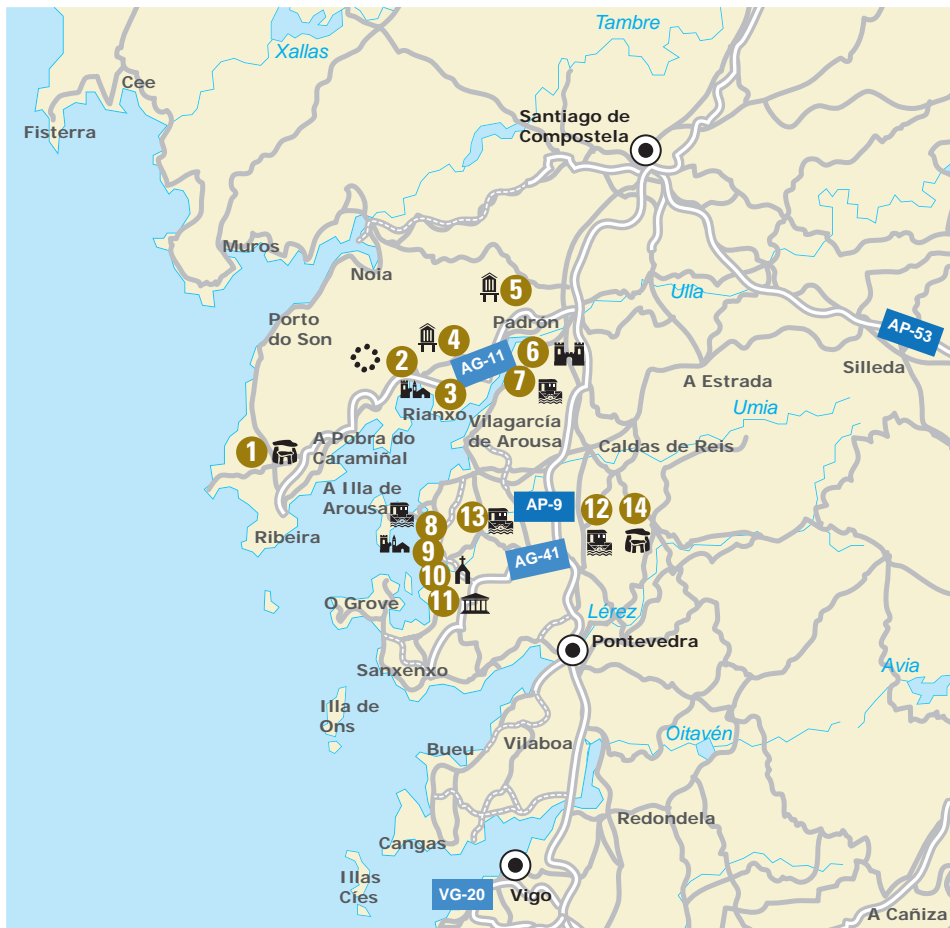 Tambre
Xallas
Cee
Fisterra
Santiago de
Compostela
Muros
Noia
5
Ulla
Porto
do Son
Padrón
AP-53
4
2
AG-11
6
7
3
Silleda
A Estrada
Rianxo
Umia
Vilagarcía
de Arousa
1
A Pobra do
Caramiñal
Caldas de Reis
A Illa de
Arousa
AP-9
12
14
13
8
Ribeira
9
AG-41
10
11
O Grove
Lérez
Pontevedra
Sanxenxo
Avia
Illa de
Ons
Oitavén
Vilaboa
Bueu
Redondela
Cangas
Illas
Cíes
VG-20
Vigo
A Cañiza